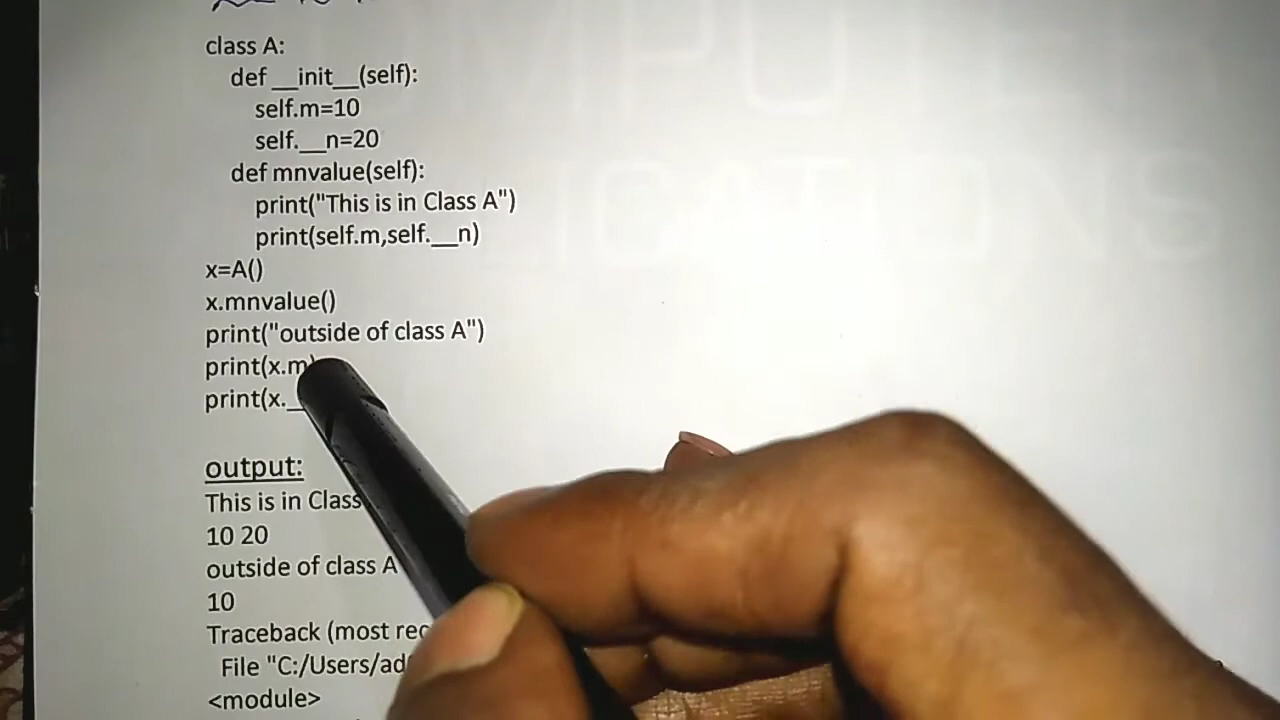 class A:
def __init__(self):
self.m=10
self.__n=20
def mnvalue(self):
print("This is in Class A")
print(self.m,self.__n)
x=A()
x.mnvalue()
print("outside of class A")
print(x.m)
print(x._
output:
This is in Class
10 20
outside of class A
10
Traceback (most rec
File "C:/Users/ad
<module>